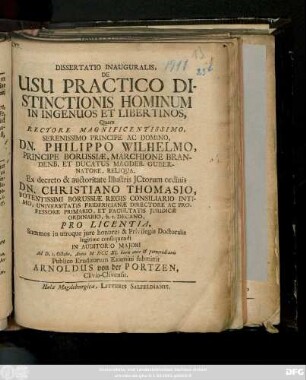 DISSERTATIO INAUGURALIS,
DE
USU PRACTICO DI-
STINCTIONIS HOMINUM
IN INGENUOS ET LIBERTINOS,
Quam
RECTORE MAGNIFICENTISSIMO,
SERENISSIMO PRINCIPE AC DOMINO,
DN. PHILIPPO WILHELMO,
PRINCIPE BORUSSIÆ, MARCHIONE BRAN-
DENB. ET DUCATUS MAGDEB. GUBER-
NATORE, RELIQUA.
Ex decreto & auctoritate Illustris JCtorum ordinis
DN. CHRISTIANO THOMASIO,
POTENTISSIMI BORUSSIÆ REGIS CONSILIARIO INTI-
MO, UNIVERSITATIS FRIDERICIANÆ DIRECTORE AC PRO-
FESSORE PRIMARIO, ET FACULTATIS JURIDICÆ
ORDINARIO, h. t. DECANO,
PRO LICENTIA,
Summos in utroque jure honores & Privilegia Doctoralia
legitime consequendi
IN AUDITORIO MAJORI
Publico Eruditorum Examini submittit
ARNOLDUS von der PORTZEN,
Clivio-Clivensis.
Halæ Magdeburgicæ, LITTERIS SALFELDIANIS.